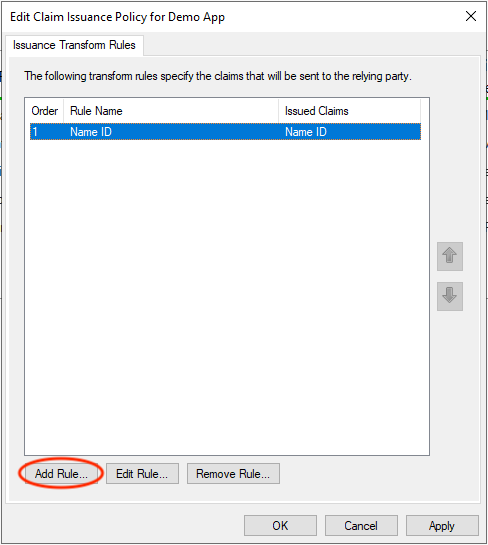 Edit Claim Issuance Policy for Demo App
Issuance Transform Rules
The following transform rules specify the claims that will be sent to the relying party.
Order Rule Name Issued Claims
1 Name ID Name ID
Add Rule... Edit Rule... Remove Rule...
OK Cancel Apply